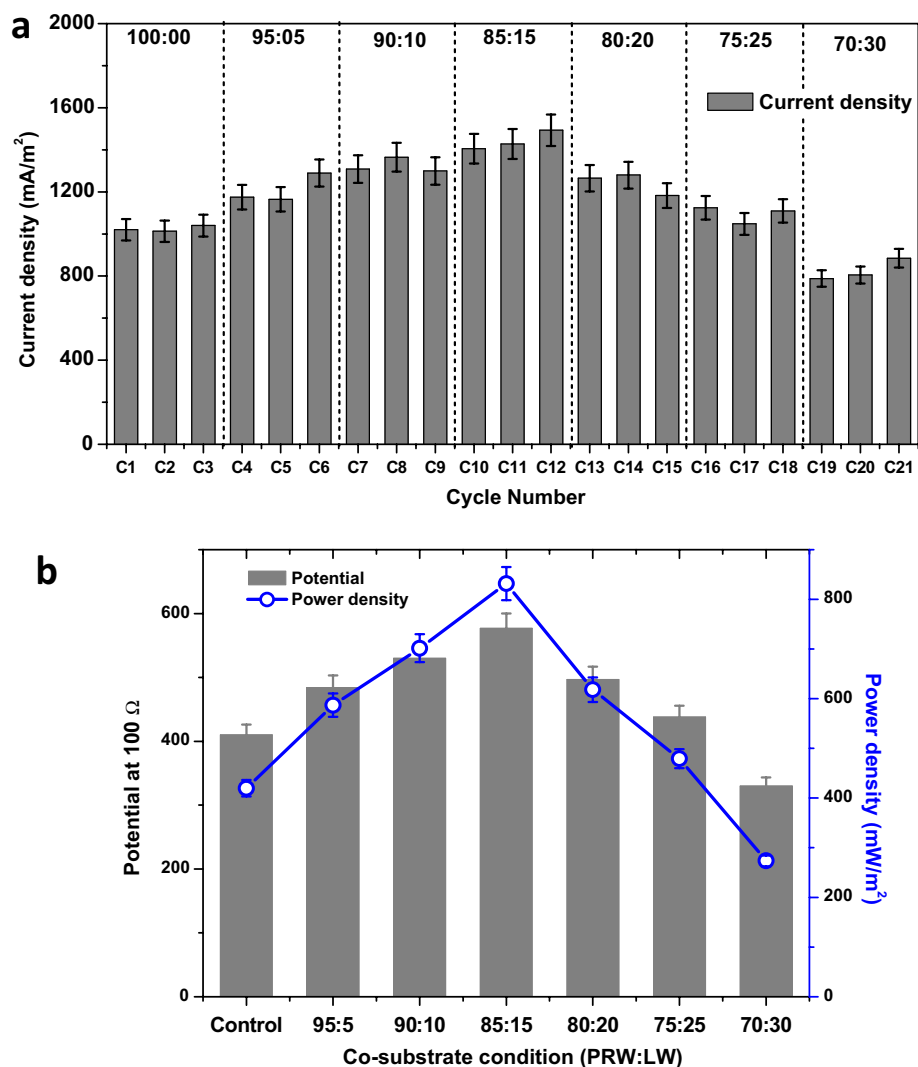 a
2000
1600
1200
800
400
0
Current density (mA/m²)
100:00 95:05 90:10 85:15 80:20 75:25 70:30
Current density
C1 C2 C3 C4 C5 C6 C7 C8 C9 C10 C11 C12 C13 C14 C15 C16 C17 C18 C19 C20 C21
Cycle Number
b
Potential
Power density
600
400
200
0
Potential at 100 Ω
800
600
400
200
0
Power density (mW/m²)
Control 95:5 90:10 85:15 80:20 75:25 70:30
Co-substrate condition (PRW:LW)